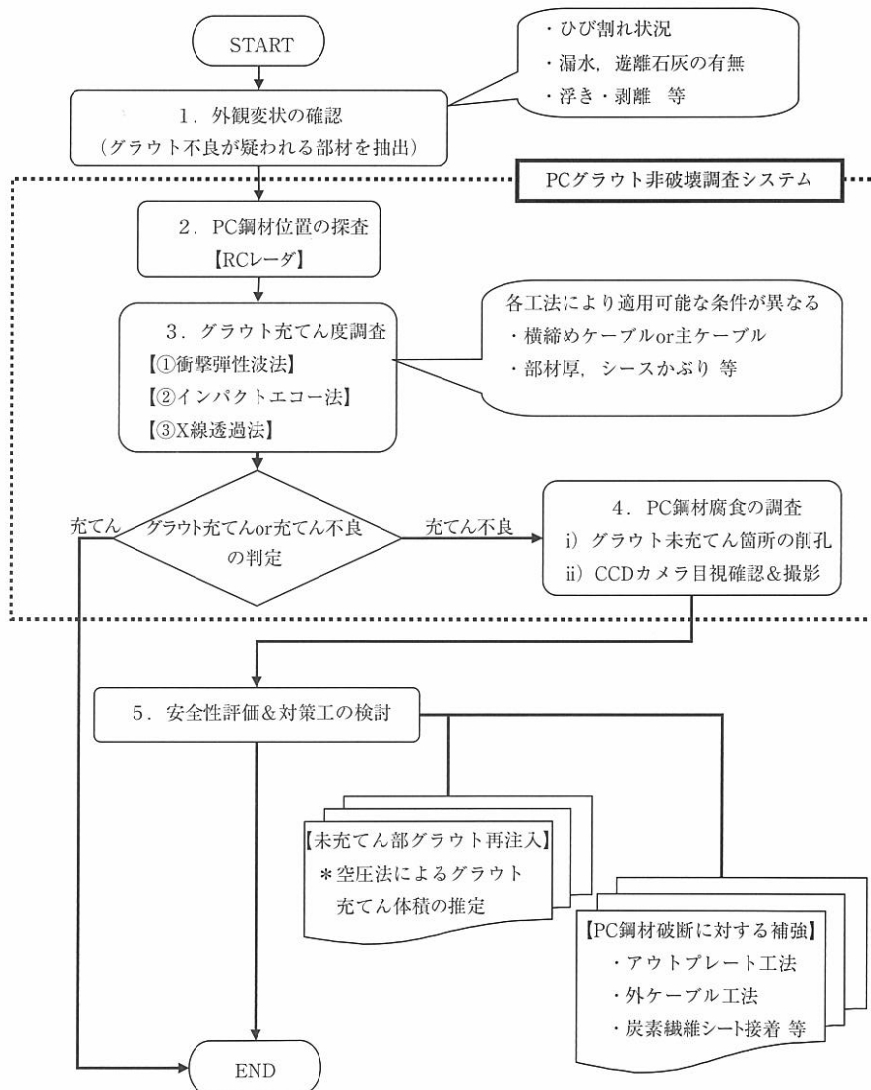 START
・ひび割れ状況
・漏水，遊離石灰の有無
・浮き・剥離 等
1．外観変状の確認
（グラウト不良が疑われる部材を抽出）
PCグラウト非破壊調査システム
2．PC鋼材位置の探査
【RCレーダ】
3．グラウト充てん度調査
【①衝撃弾性波法】
【②インパクトエコー法】
【③X線透過法】
各工法により適用可能な条件が異なる
・横締めケーブルor主ケーブル
・部材厚，シースかぶり 等
充てん
グラウト充てんor充てん不良
の判定
充てん不良
4．PC鋼材腐食の調査
i）グラウト未充てん箇所の削孔
ii）CCDカメラ目視確認＆撮影
5．安全性評価＆対策工の検討
【未充てん部グラウト再注入】
＊空圧法によるグラウト
充てん体積の推定
【PC鋼材破断に対する補強】
・アウトプレート工法
・外ケーブル工法
・炭素繊維シート接着 等
END